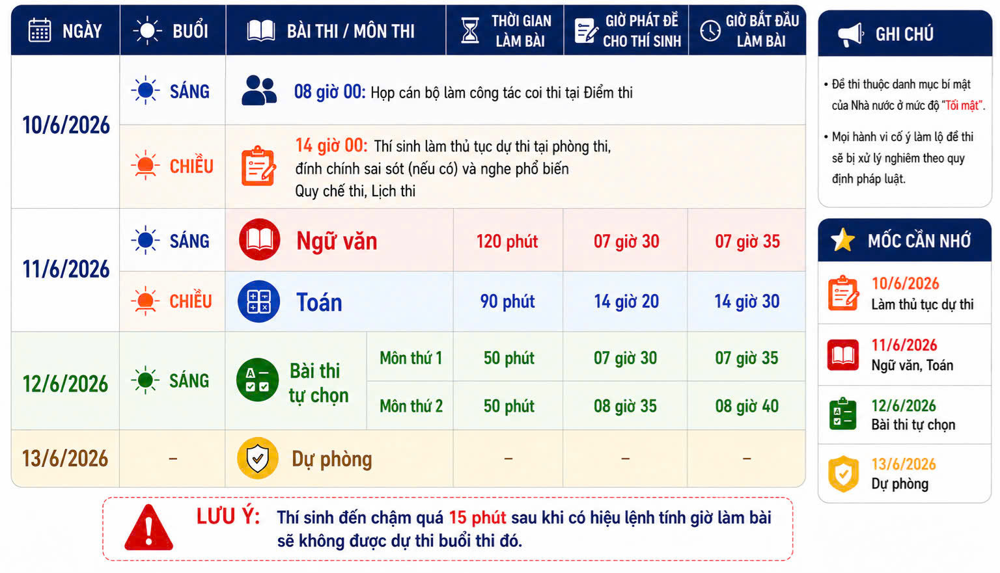 NGÀY
BUỔI
BÀI THI / MÔN THI
THỜI GIAN
LÀM BÀI
GIỜ PHÁT ĐỀ
CHO THÍ SINH
GIỜ BẮT ĐẦU
LÀM BÀI
10/6/2026
SÁNG
08 giờ 00: Họp cán bộ làm công tác coi thi tại Điểm thi
CHIỀU
14 giờ 00: Thí sinh làm thủ tục dự thi tại phòng thi,
đính chính sai sót (nếu có) và nghe phổ biến
Quy chế thi, Lịch thi
11/6/2026
SÁNG
Ngữ văn
120 phút
07 giờ 30
07 giờ 35
CHIỀU
Toán
90 phút
14 giờ 20
14 giờ 30
12/6/2026
SÁNG
A
Bài thi
tự chọn
Môn thứ 1
50 phút
07 giờ 30
07 giờ 35
Môn thứ 2
50 phút
08 giờ 35
08 giờ 40
13/6/2026
–
Dự phòng
–
–
–
LƯU Ý: Thí sinh đến chậm quá 15 phút sau khi có hiệu lệnh tính giờ làm bài
sẽ không được dự thi buổi thi đó.
GHI CHÚ
• Đề thi thuộc danh mục bí mật
của Nhà nước ở mức độ "Tối mật".
• Mọi hành vi cố ý làm lộ đề thi
sẽ bị xử lý nghiêm theo quy
định pháp luật.
MỐC CẦN NHỚ
10/6/2026
Làm thủ tục dự thi
11/6/2026
Ngữ văn, Toán
A
12/6/2026
Bài thi tự chọn
13/6/2026
Dự phòng